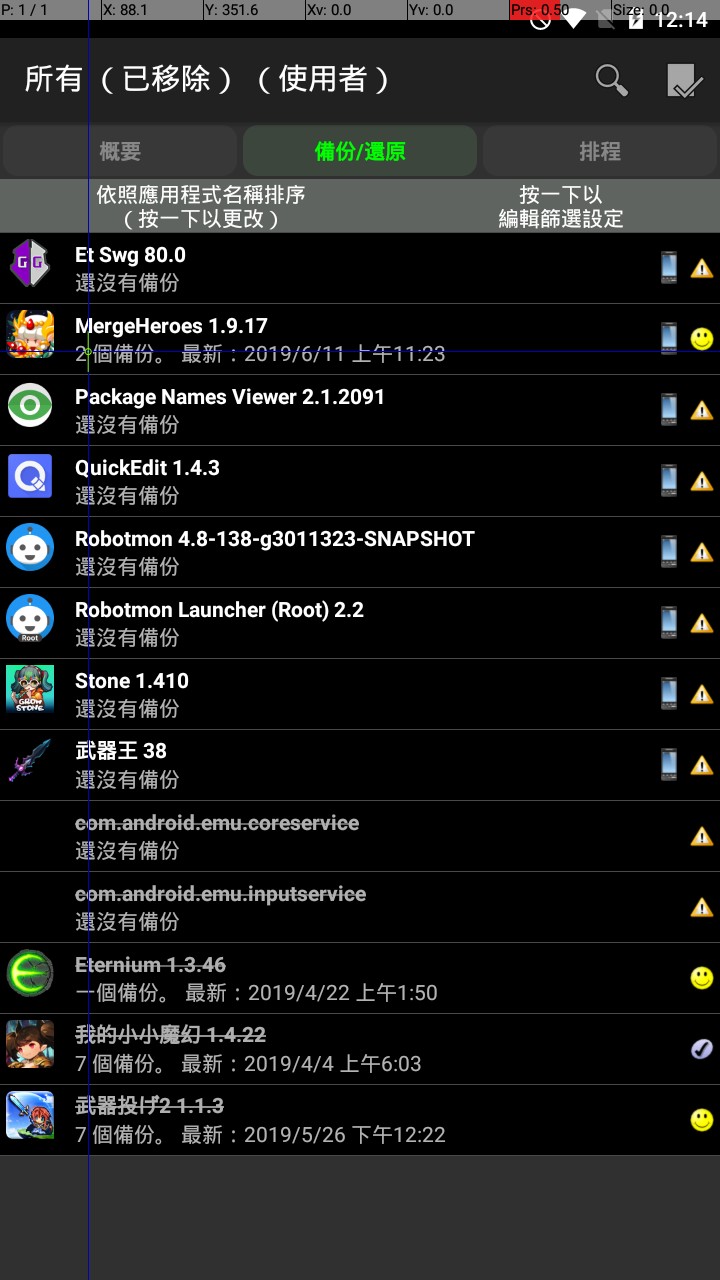 P: 1 / 1 X: 88.1 Y: 351.6 Xv: 0.0 Yv: 0.0 Prs: 0.50 Size: 0.0
12:14
所有 （已移除）（使用者）
概要 備份/還原 排程
依照應用程式名稱排序
（按一下以更改）
按一下以
編輯篩選設定
Et Swg 80.0
還沒有備份
MergeHeroes 1.9.17
2 個備份。 最新：2019/6/11 上午11:23
Package Names Viewer 2.1.2091
還沒有備份
QuickEdit 1.4.3
還沒有備份
Robotmon 4.8-138-g3011323-SNAPSHOT
還沒有備份
Robotmon Launcher (Root) 2.2
還沒有備份
Root
Stone 1.410
還沒有備份
GROW
STONE
武器王 38
還沒有備份
com.android.emu.coreservice
還沒有備份
com.android.emu.inputservice
還沒有備份
Eternium 1.3.46
一個備份。 最新：2019/4/22 上午1:50
我的小小魔幻 1.4.22
7 個備份。 最新：2019/4/4 上午6:03
武器投げ2 1.1.3
7 個備份。 最新：2019/5/26 下午12:22